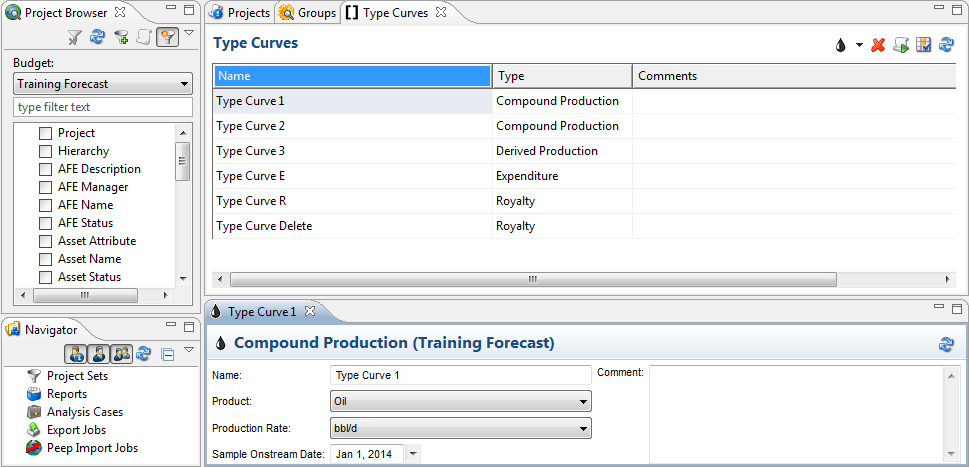 Project Browser
Budget:
Training Forecast
type filter text
Project
Hierarchy
AFE Description
AFE Manager
AFE Name
AFE Status
Asset Attribute
Asset Name
Asset Status
Navigator
Project Sets
Reports
Analysis Cases
Export Jobs
Peep Import Jobs
Projects Groups Type Curves
Type Curves
Name Type Comments
Type Curve 1 Compound Production
Type Curve 2 Compound Production
Type Curve 3 Derived Production
Type Curve E Expenditure
Type Curve R Royalty
Type Curve Delete Royalty
Type Curve 1
Compound Production (Training Forecast)
Name: Type Curve 1 Comment:
Product: Oil
Production Rate: bbl/d
Sample Onstream Date: Jan 1, 2014